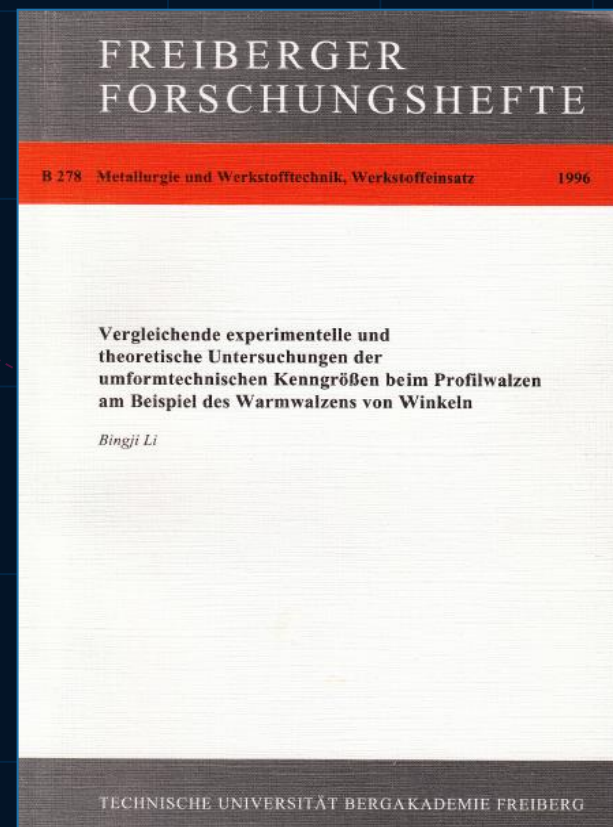 FREIBERGER
FORSCHUNGSHEFTE
B 278 Metallurgie und Werkstofftechnik, Werkstoffeinsatz 1996
Vergleichende experimentelle und
theoretische Untersuchungen der
umformtechnischen Kenngrößen beim Profilwalzen
am Beispiel des Warmwalzens von Winkeln
Bingji Li
TECHNISCHE UNIVERSITÄT BERGAKADEMIE FREIBERG